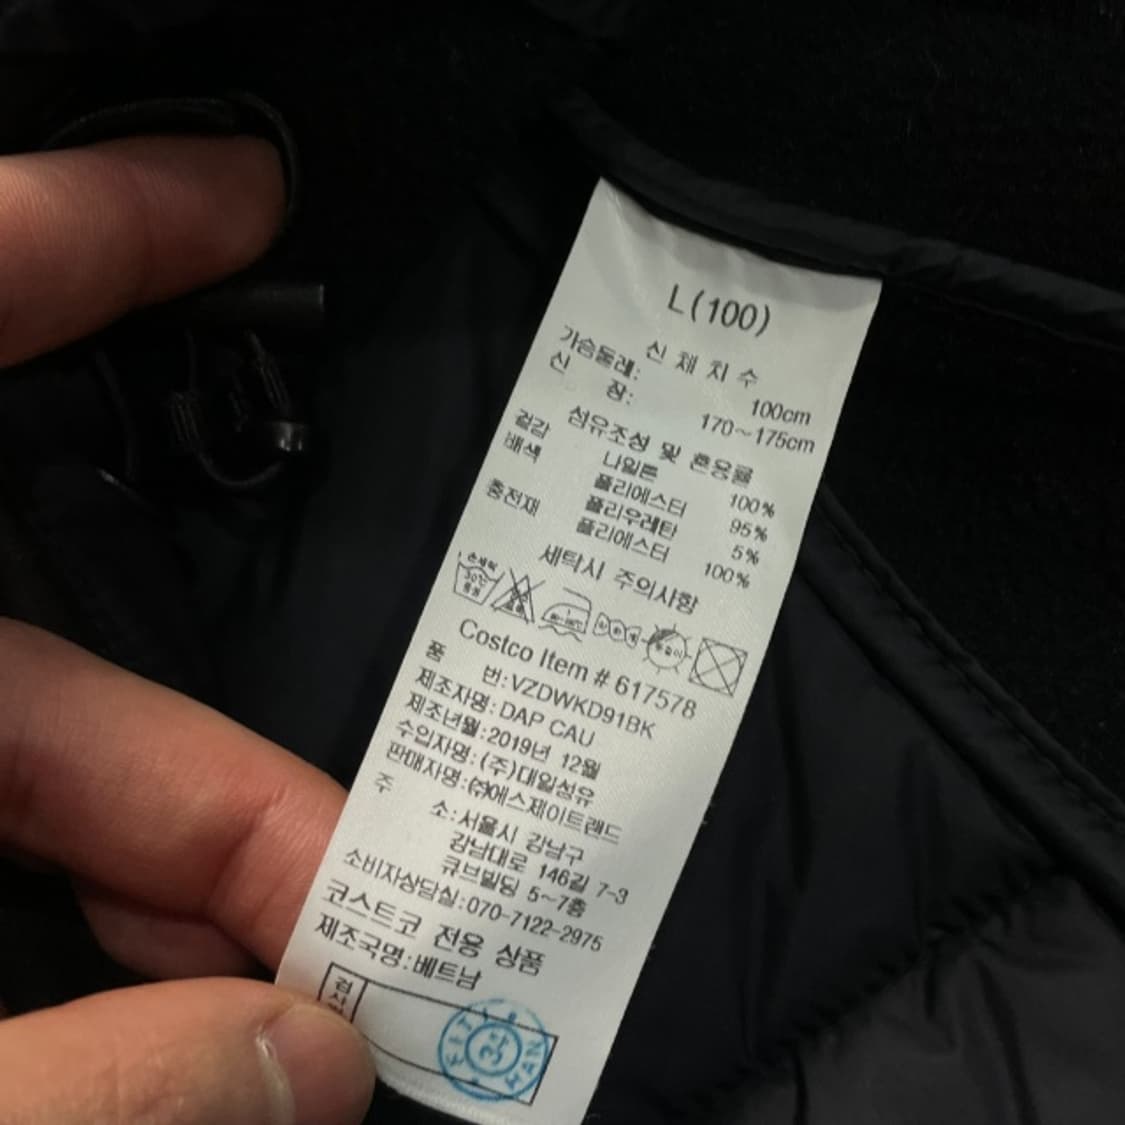 L(100)
신 체 치 수
가슴둘레: 100cm
신 장: 170~175cm
섬유조성 및 혼용률
겉감 나일론 100%
배색 폴리에스터 95%
폴리우레탄 5%
충전재 폴리에스터 100%
세탁시 주의사항
손세탁
30℃
중성
Costco Item # 617578
품 번:VZDWKD91BK
제조자명: DAP CAU
제조년월:2019년 12월
수입자명:(주)대일섬유
판매자명:㈜에스제이트랜드
주 소:서울시 강남구
강남대로 146길 7-3
큐브빌딩 5~7층
소비자상담실:070-7122-2975
코스트코 전용 상품
제조국명:베트남